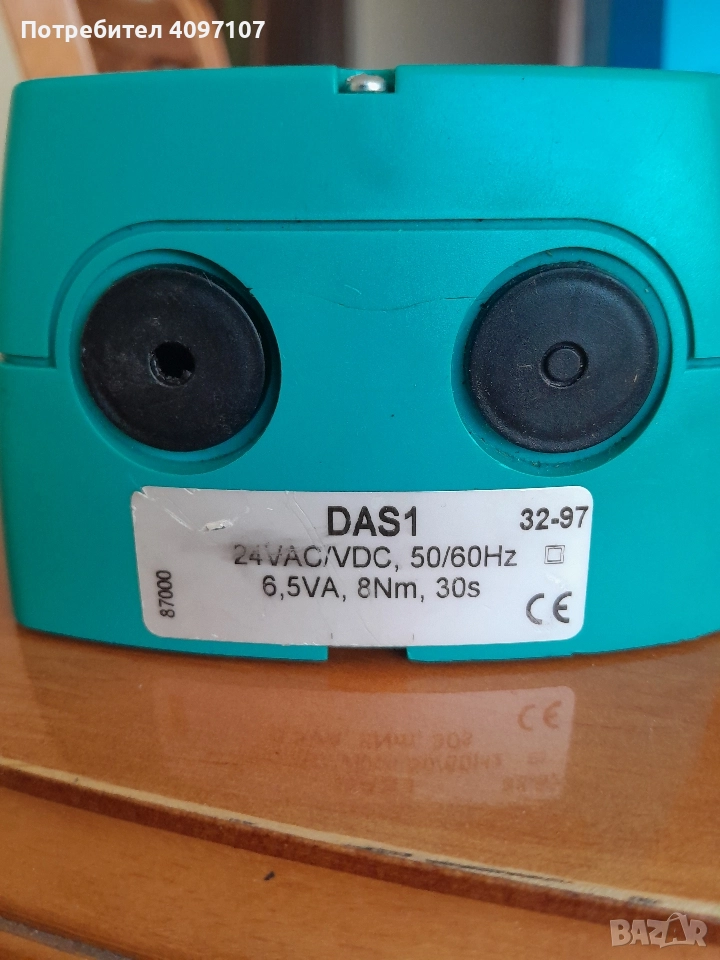 Потребител 4097107
DAS1 32-97
24VAC/VDC, 50/60Hz
6,5VA, 8Nm, 30s
87000
CE
BAZAR